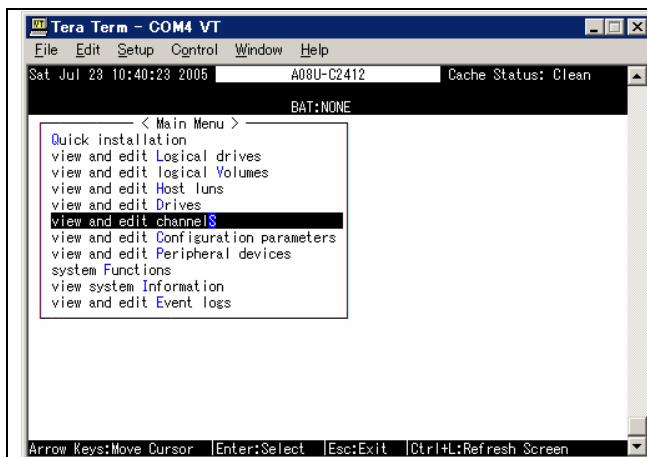 Tera Term - COM4 VT
File Edit Setup Control Window Help
Sat Jul 23 10:40:23 2005 A08U-C2412 Cache Status: Clean
BAT:NONE
< Main Menu >
Quick installation
view and edit Logical drives
view and edit logical Volumes
view and edit Host luns
view and edit Drives
view and edit channelS
view and edit Configuration parameters
view and edit Peripheral devices
system Functions
view system Information
view and edit Event logs
Arrow Keys:Move Cursor |Enter:Select |Esc:Exit |Ctrl+L:Refresh Screen